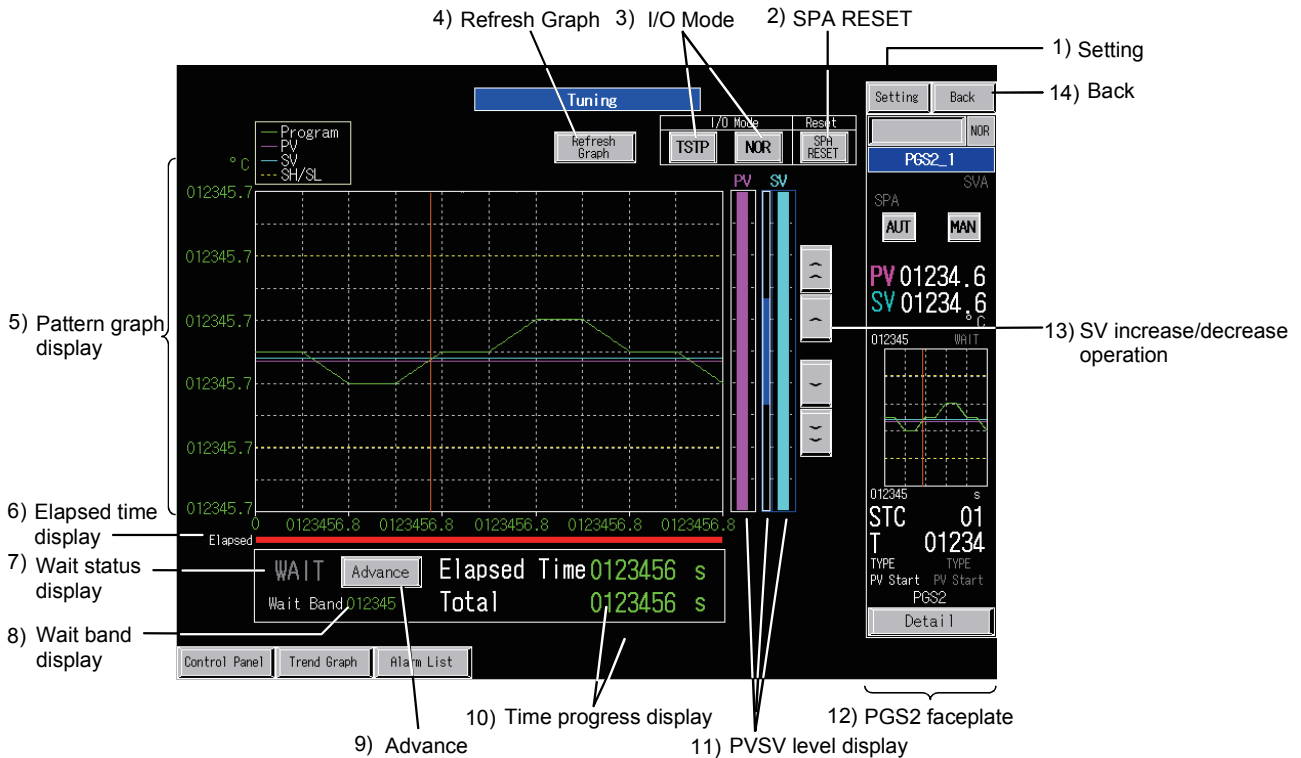 4) Refresh Graph
3) I/O Mode
2) SPA RESET
1) Setting
14) Back
Tuning
Setting
Back
I/O Mode
Reset
Program
PV
SV
SH/SL
Refresh
Graph
TSTP
NOR
SPA
RESET
NOR
PGS2_1
°C
PV
SV
SVA
SPA
AUT
MAN
012345.7
012345.7
012345.7
012345.7
012345.7
012345.7
PV 01234.6
SV 01234.6
°C
5) Pattern graph
display
13) SV increase/decrease
operation
012345
WAIT
012345
s
0
0123456.8
0123456.8
0123456.8
0123456.8
6) Elapsed time
display
Elapsed
STC 01
T 01234
TYPE
TYPE
PV Start
PV Start
PGS2
Detail
7) Wait status
display
WAIT
Advance
Elapsed Time 0123456 s
Wait Band 012345
Total 0123456 s
8) Wait band
display
Control Panel
Trend Graph
Alarm List
9) Advance
10) Time progress display
11) PVSV level display
12) PGS2 faceplate